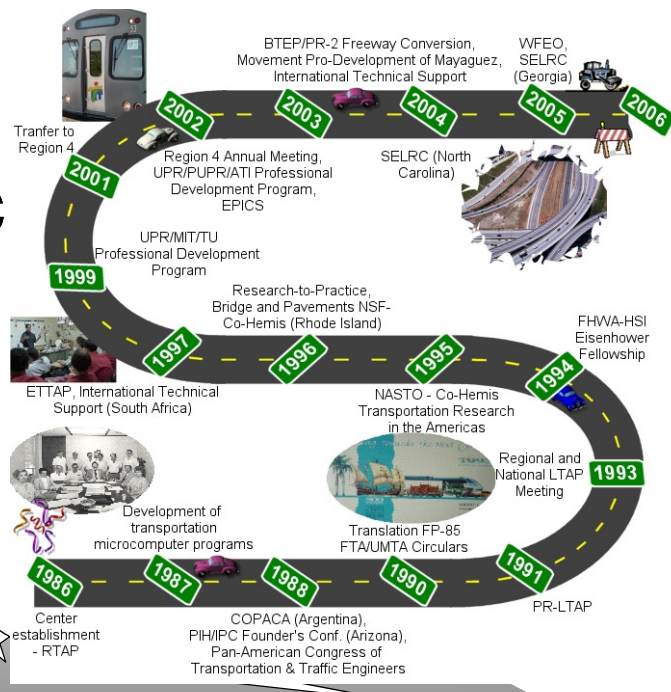 BTEP/PR-2 Freeway Conversion,
Movement Pro-Development of Mayaguez,
International Technical Support
WFEO,
SELRC
(Georgia)
2002
2003
2004
2005
2006
Tranfer to
Region 4
2001
Region 4 Annual Meeting,
UPR/PUPR/ATI Professional
Development Program,
EPICS
SELRC (North
Carolina)
C
UPR/MIT/TU
Professional Development
Program
1999
Research-to-Practice,
Bridge and Pavements NSF-
Co-Hemis (Rhode Island)
FHWA-HSI
Eisenhower
Fellowship
1997
1996
1995
1994
ETTAP, International Technical
Support (South Africa)
NASTO - Co-Hemis
Transportation Research
in the Americas
Regional and
National LTAP
Meeting
1993
Development of
transportation
microcomputer programs
Translation FP-85
FTA/UMTA Circulars
1986
1987
1988
1990
1991
PR-LTAP
Center
establishment
- RTAP
COPACA (Argentina),
PIH/IPC Founder's Conf. (Arizona),
Pan-American Congress of
Transportation & Traffic Engineers